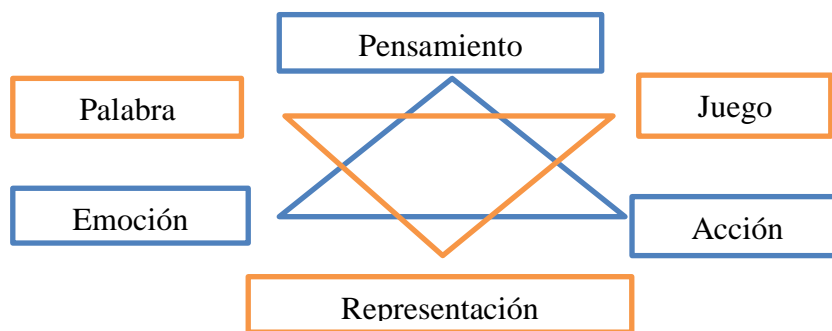 Pensamiento
Palabra
Juego
Emoción
Acción
Representación